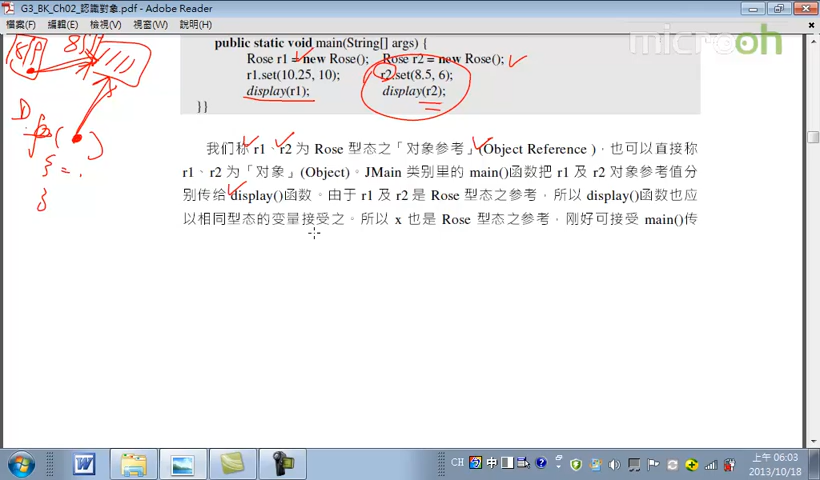 G3_BK_Ch02_認識對象.pdf - Adobe Reader
檔案(F) 編輯(E) 檢視(V) 視窗(W) 說明(H)
microoh
public static void main(String[] args) {
Rose r1 = new Rose(); Rose r2 = new Rose();
r1.set(10.25, 10); r2.set(8.5, 6);
display(r1); display(r2);
}}
我们称 r1、r2 为 Rose 型态之「对象参考」(Object Reference )，也可以直接称
r1、r2 为「对象」(Object)。JMain 类别里的 main()函数把 r1 及 r2 对象参考值分
别传给 display()函数。由于 r1 及 r2 是 Rose 型态之参考，所以 display()函数也应
以相同型态的变量接受之。所以 x 也是 Rose 型态之参考，刚好可接受 main()传
CH 中
上午 06:03
2013/10/18